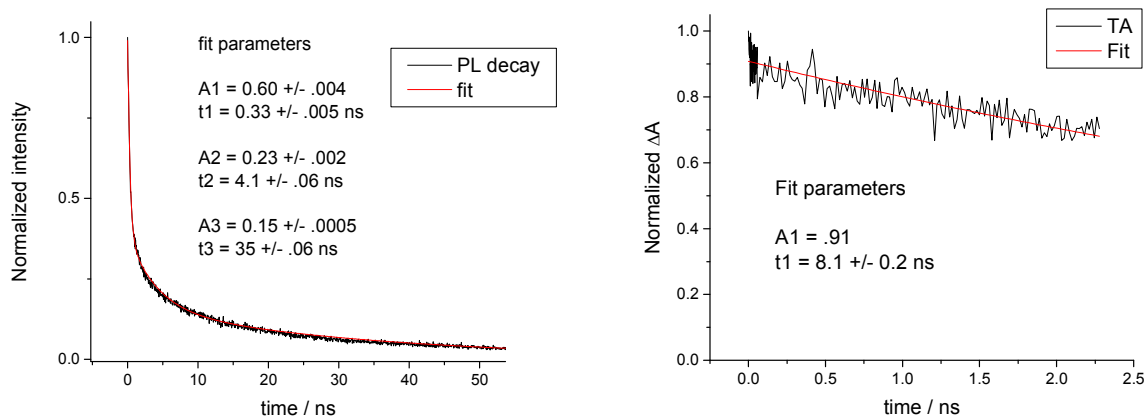 fit parameters
A1 = 0.60 +/- .004
t1 = 0.33 +/- .005 ns
A2 = 0.23 +/- .002
t2 = 4.1 +/- .06 ns
A3 = 0.15 +/- .0005
t3 = 35 +/- .06 ns
PL decay
fit
Normalized intensity
1.0
0.5
0.0
0
10
20
30
40
50
time / ns
TA
Fit
Normalized ΔA
1.0
0.8
0.6
0.4
0.2
0.0
Fit parameters
A1 = .91
t1 = 8.1 +/- 0.2 ns
0.0
0.5
1.0
1.5
2.0
2.5
time / ns